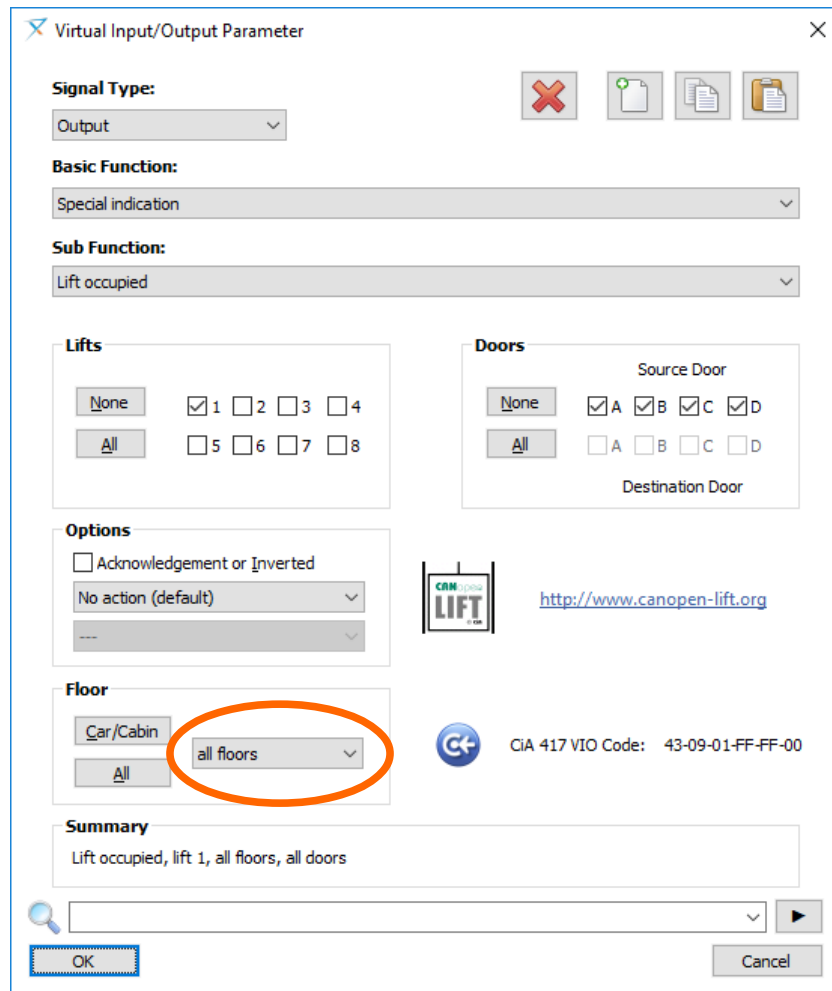 Virtual Input/Output Parameter
Signal Type:
Output
Basic Function:
Special indication
Sub Function:
Lift occupied
Lifts
None
1 2 3 4
All
5 6 7 8
Doors
Source Door
None
A B C D
All
A B C D
Destination Door
Options
Acknowledgement or Inverted
No action (default)
---
CANopen
LIFT
© CiA
http://www.canopen-lift.org
Floor
Car/Cabin
all floors
All
CiA 417 VIO Code: 43-09-01-FF-FF-00
Summary
Lift occupied, lift 1, all floors, all doors
OK
Cancel